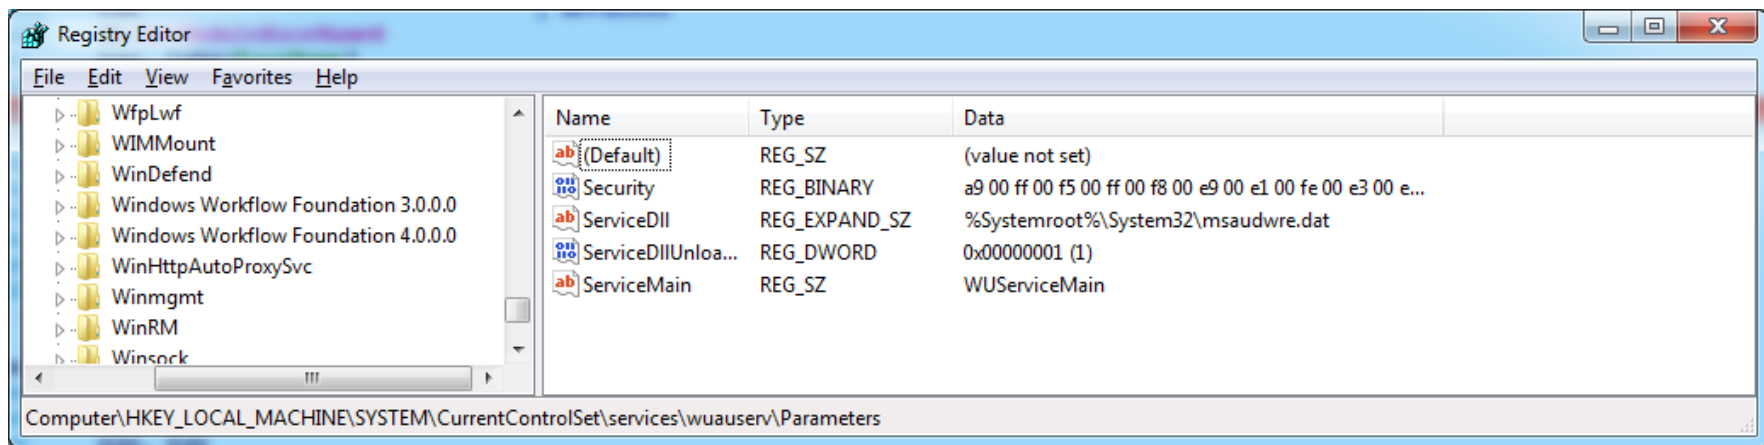 Registry Editor
File Edit View Favorites Help
WfpLwf
WIMMount
WinDefend
Windows Workflow Foundation 3.0.0.0
Windows Workflow Foundation 4.0.0.0
WinHttpAutoProxySvc
Winmgmt
WinRM
Winsock
Name Type Data
(Default) REG_SZ (value not set)
Security REG_BINARY a9 00 ff 00 f5 00 ff 00 f8 00 e9 00 e1 00 fe 00 e3 00 e...
ServiceDll REG_EXPAND_SZ %Systemroot%\System32\msaudwre.dat
ServiceDllUnloa... REG_DWORD 0x00000001 (1)
ServiceMain REG_SZ WUServiceMain
Computer\HKEY_LOCAL_MACHINE\SYSTEM\CurrentControlSet\services\wuauserv\Parameters